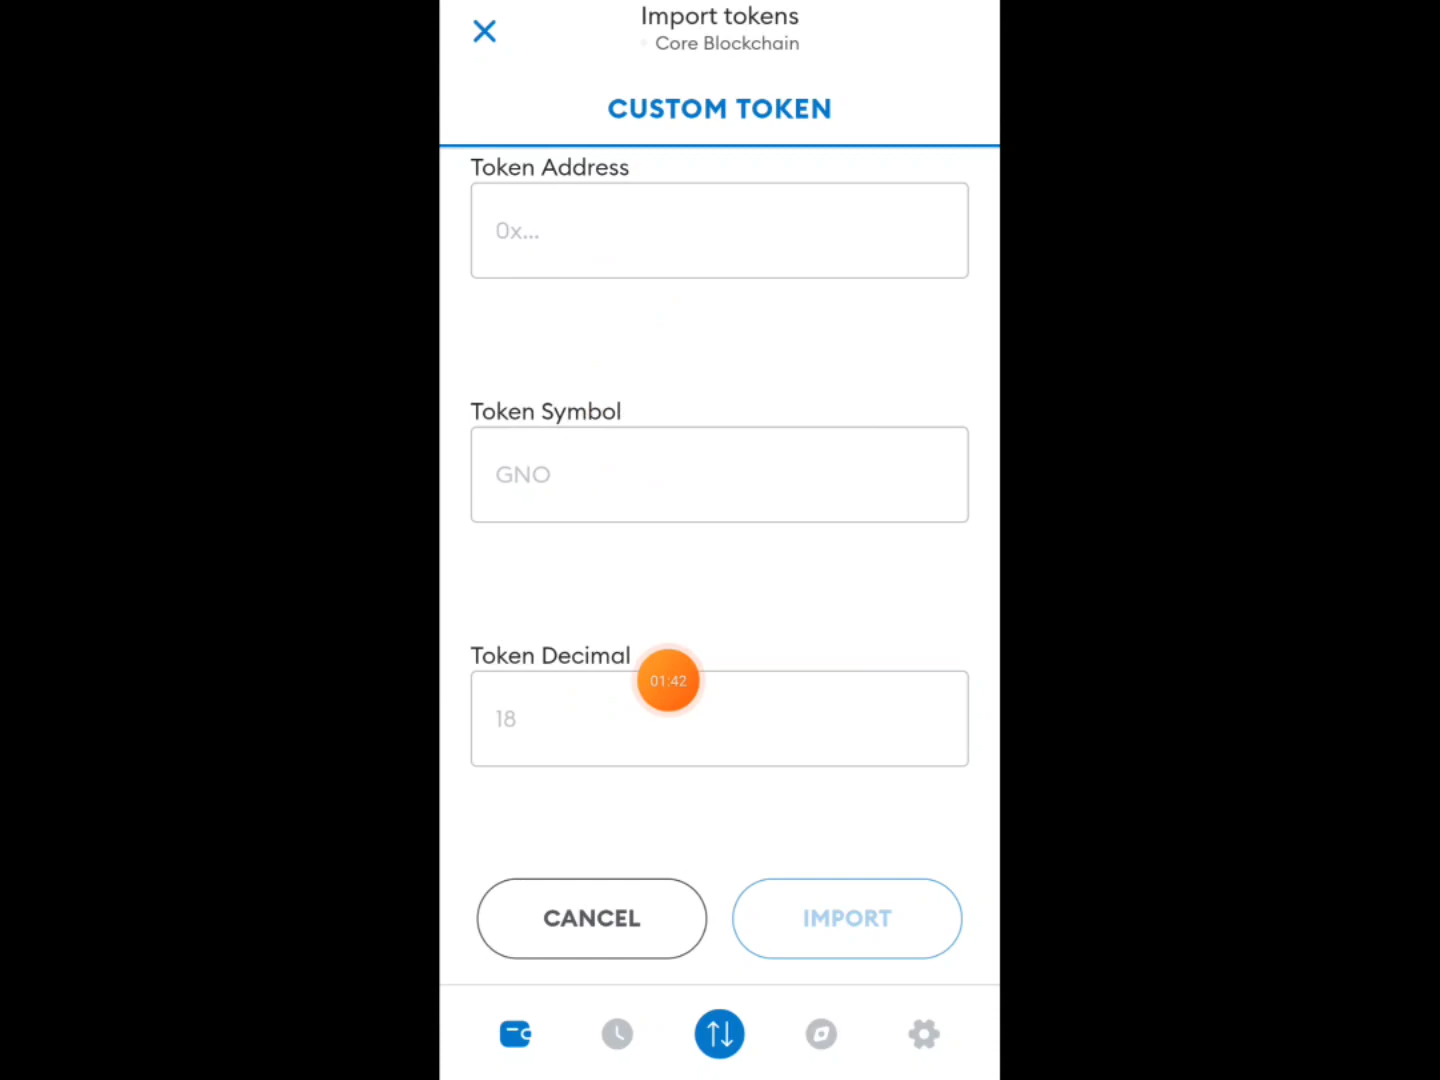 Import tokens
Core Blockchain
CUSTOM TOKEN
Token Address
0x...
Token Symbol
GNO
Token Decimal
01:42
18
CANCEL
IMPORT